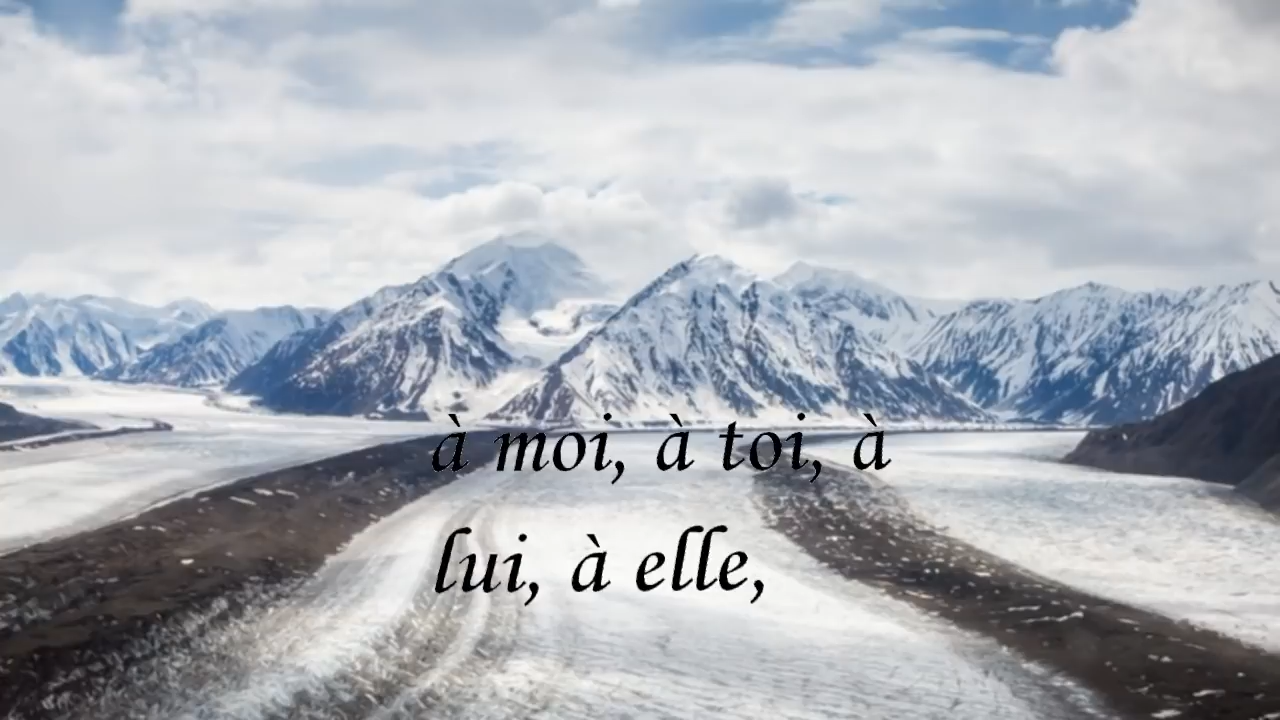 à moi, à toi, à
lui, à elle,